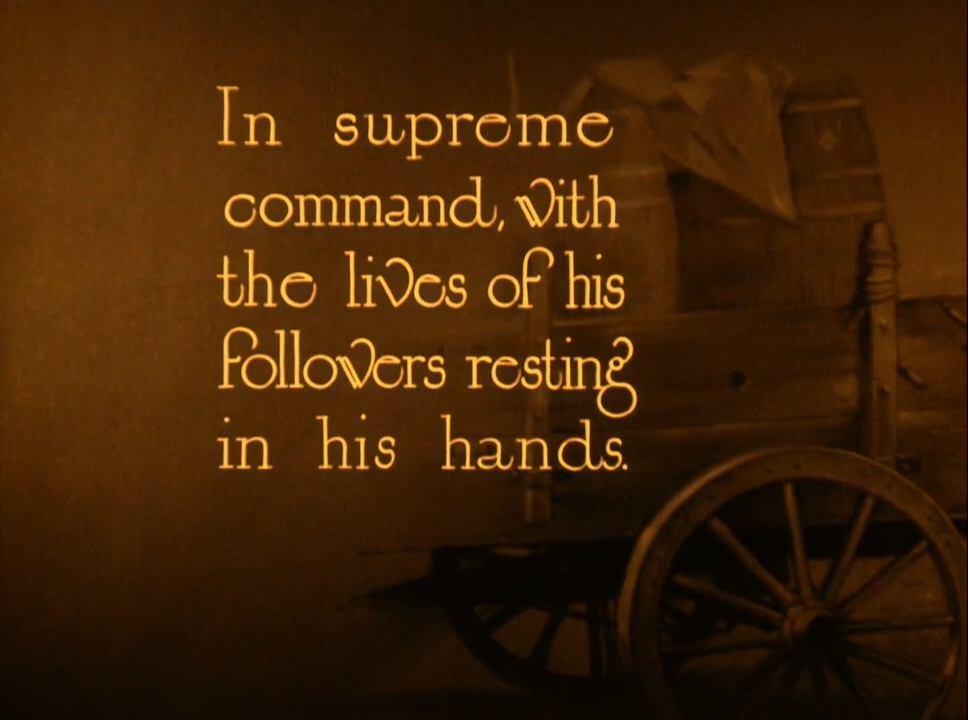 In supreme
command, with
the lives of his
followers resting
in his hands.